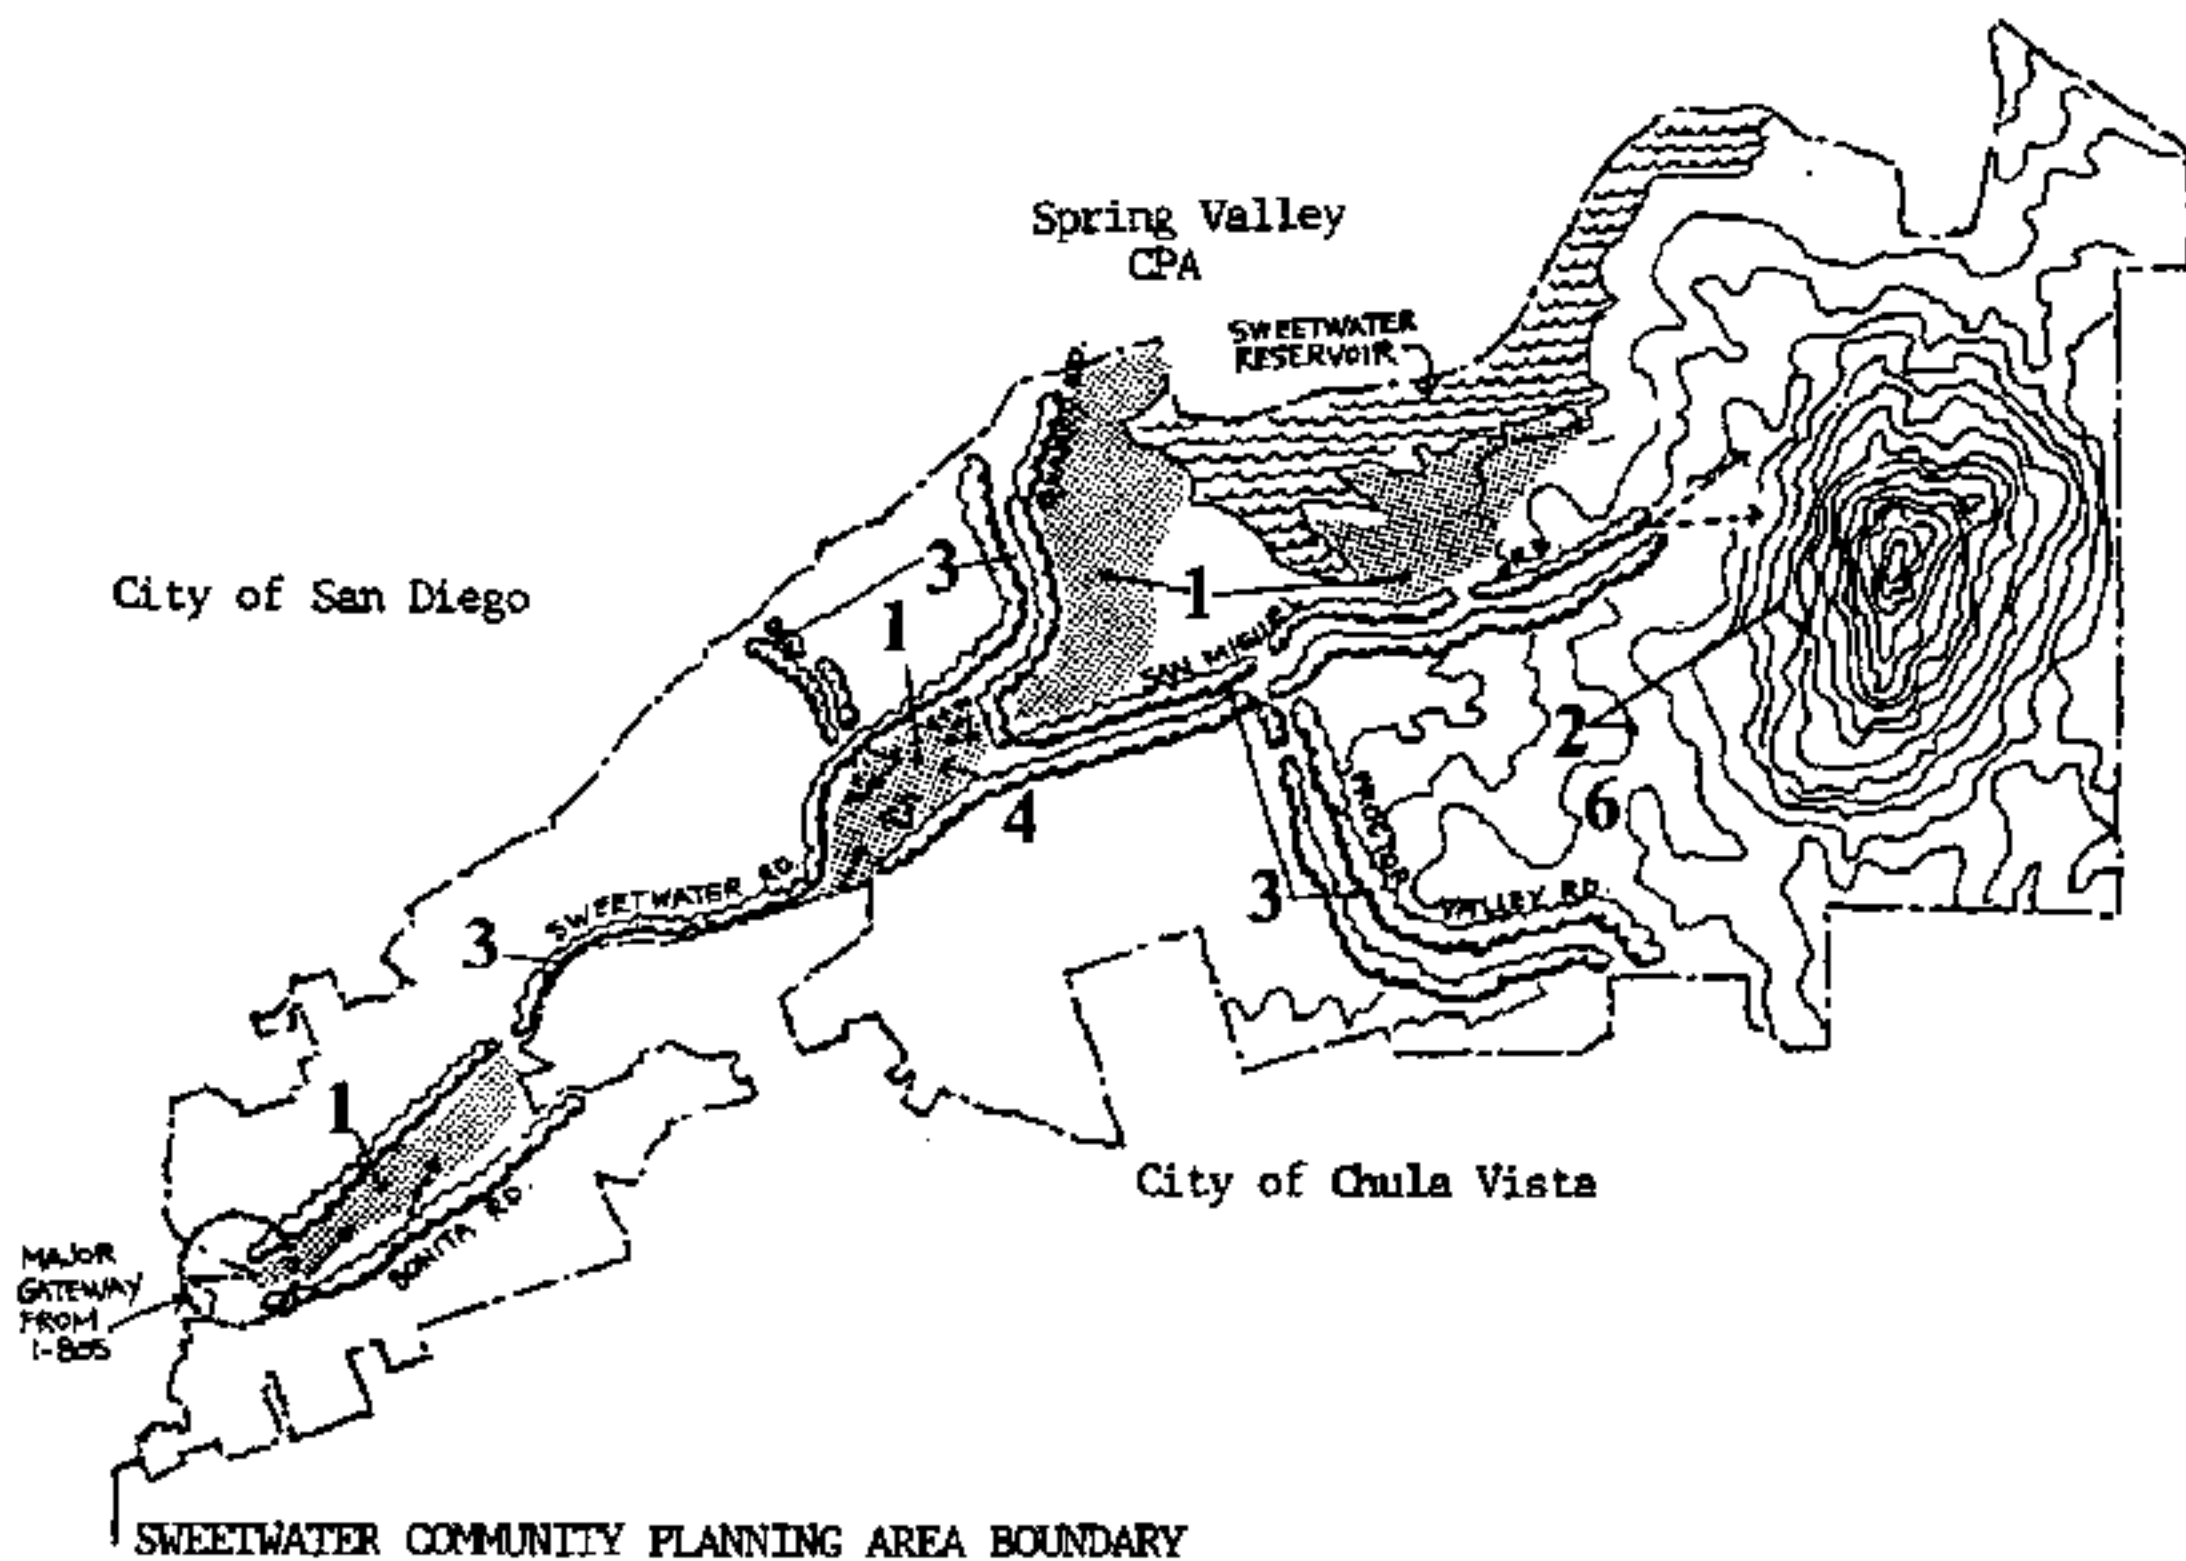 Spring Valley
CPA
SWEETWATER
RESERVOIR
City of San Diego
3
1
1
SAN MIGUEL
RD.
2
4
6
PROCTOR
VALLEY RD.
3
SWEETWATER RD.
3
1
BONITA RD.
City of Chula Vista
MAJOR
GATEWAY
FROM
I-805
SWEETWATER COMMUNITY PLANNING AREA BOUNDARY